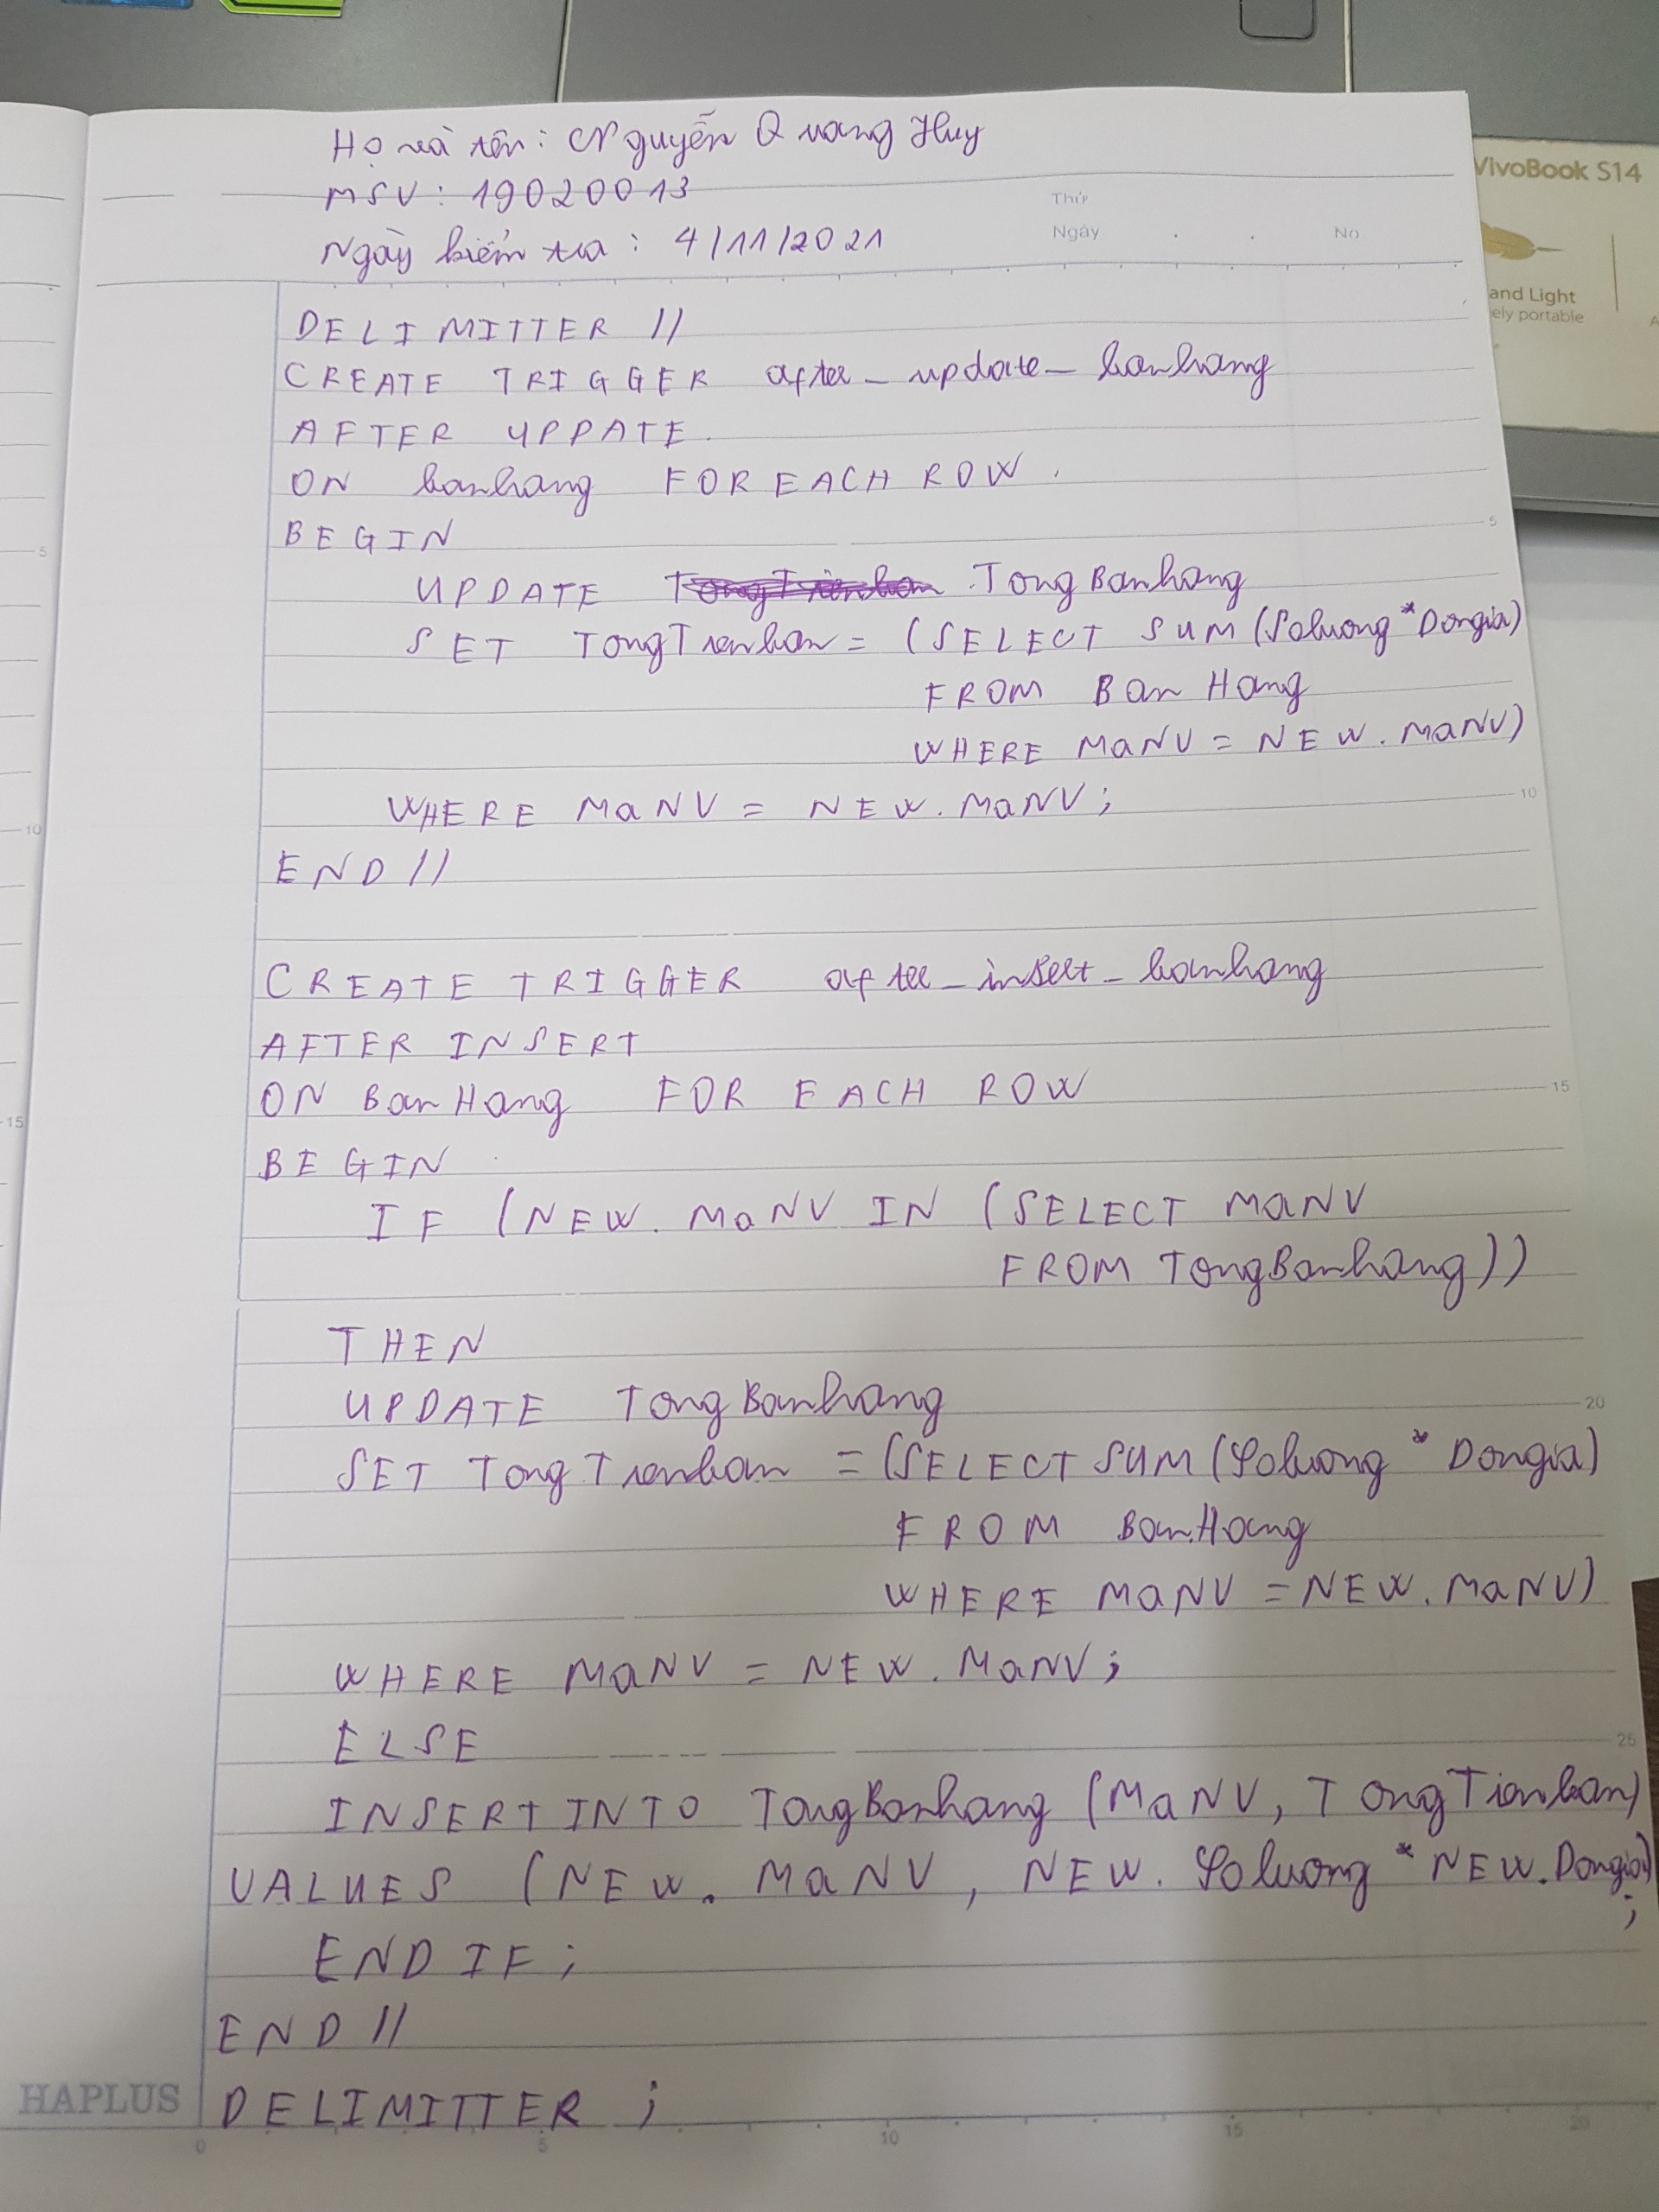 Họ và tên: Nguyễn Quang Huy
MSV: 19020013
Thứ
Ngày kiểm tra: 4/11/2021
Ngày No
VivoBook S14
and Light
ely portable
DELIMITTER //
CREATE TRIGGER after_update_banhang
AFTER UPDATE
ON banhang FOR EACH ROW
BEGIN
5
5
UPDATE TongBanhang
SET TongTienban = (SELECT SUM (Soluong * Dongia)
FROM BanHang
WHERE MaNV = NEW.MaNV)
WHERE MaNV = NEW.MaNV;
10
10
END //
CREATE TRIGGER after_insert_banhang
AFTER INSERT
ON BanHang FOR EACH ROW
15
15
BEGIN
IF (NEW.MaNV IN (SELECT MaNV
FROM TongBanhang))
THEN
UPDATE TongBanhang
20
SET TongTienban = (SELECT SUM (Soluong * Dongia)
FROM BanHang
WHERE MaNV = NEW.MaNV)
WHERE MaNV = NEW.MaNV;
ELSE
25
INSERT INTO TongBanhang (MaNV, TongTienban)
VALUES (NEW.MaNV, NEW.Soluong * NEW.Dongia)
;
END IF;
END //
HAPLUS
DELIMITTER ;
0 5 10 15 20